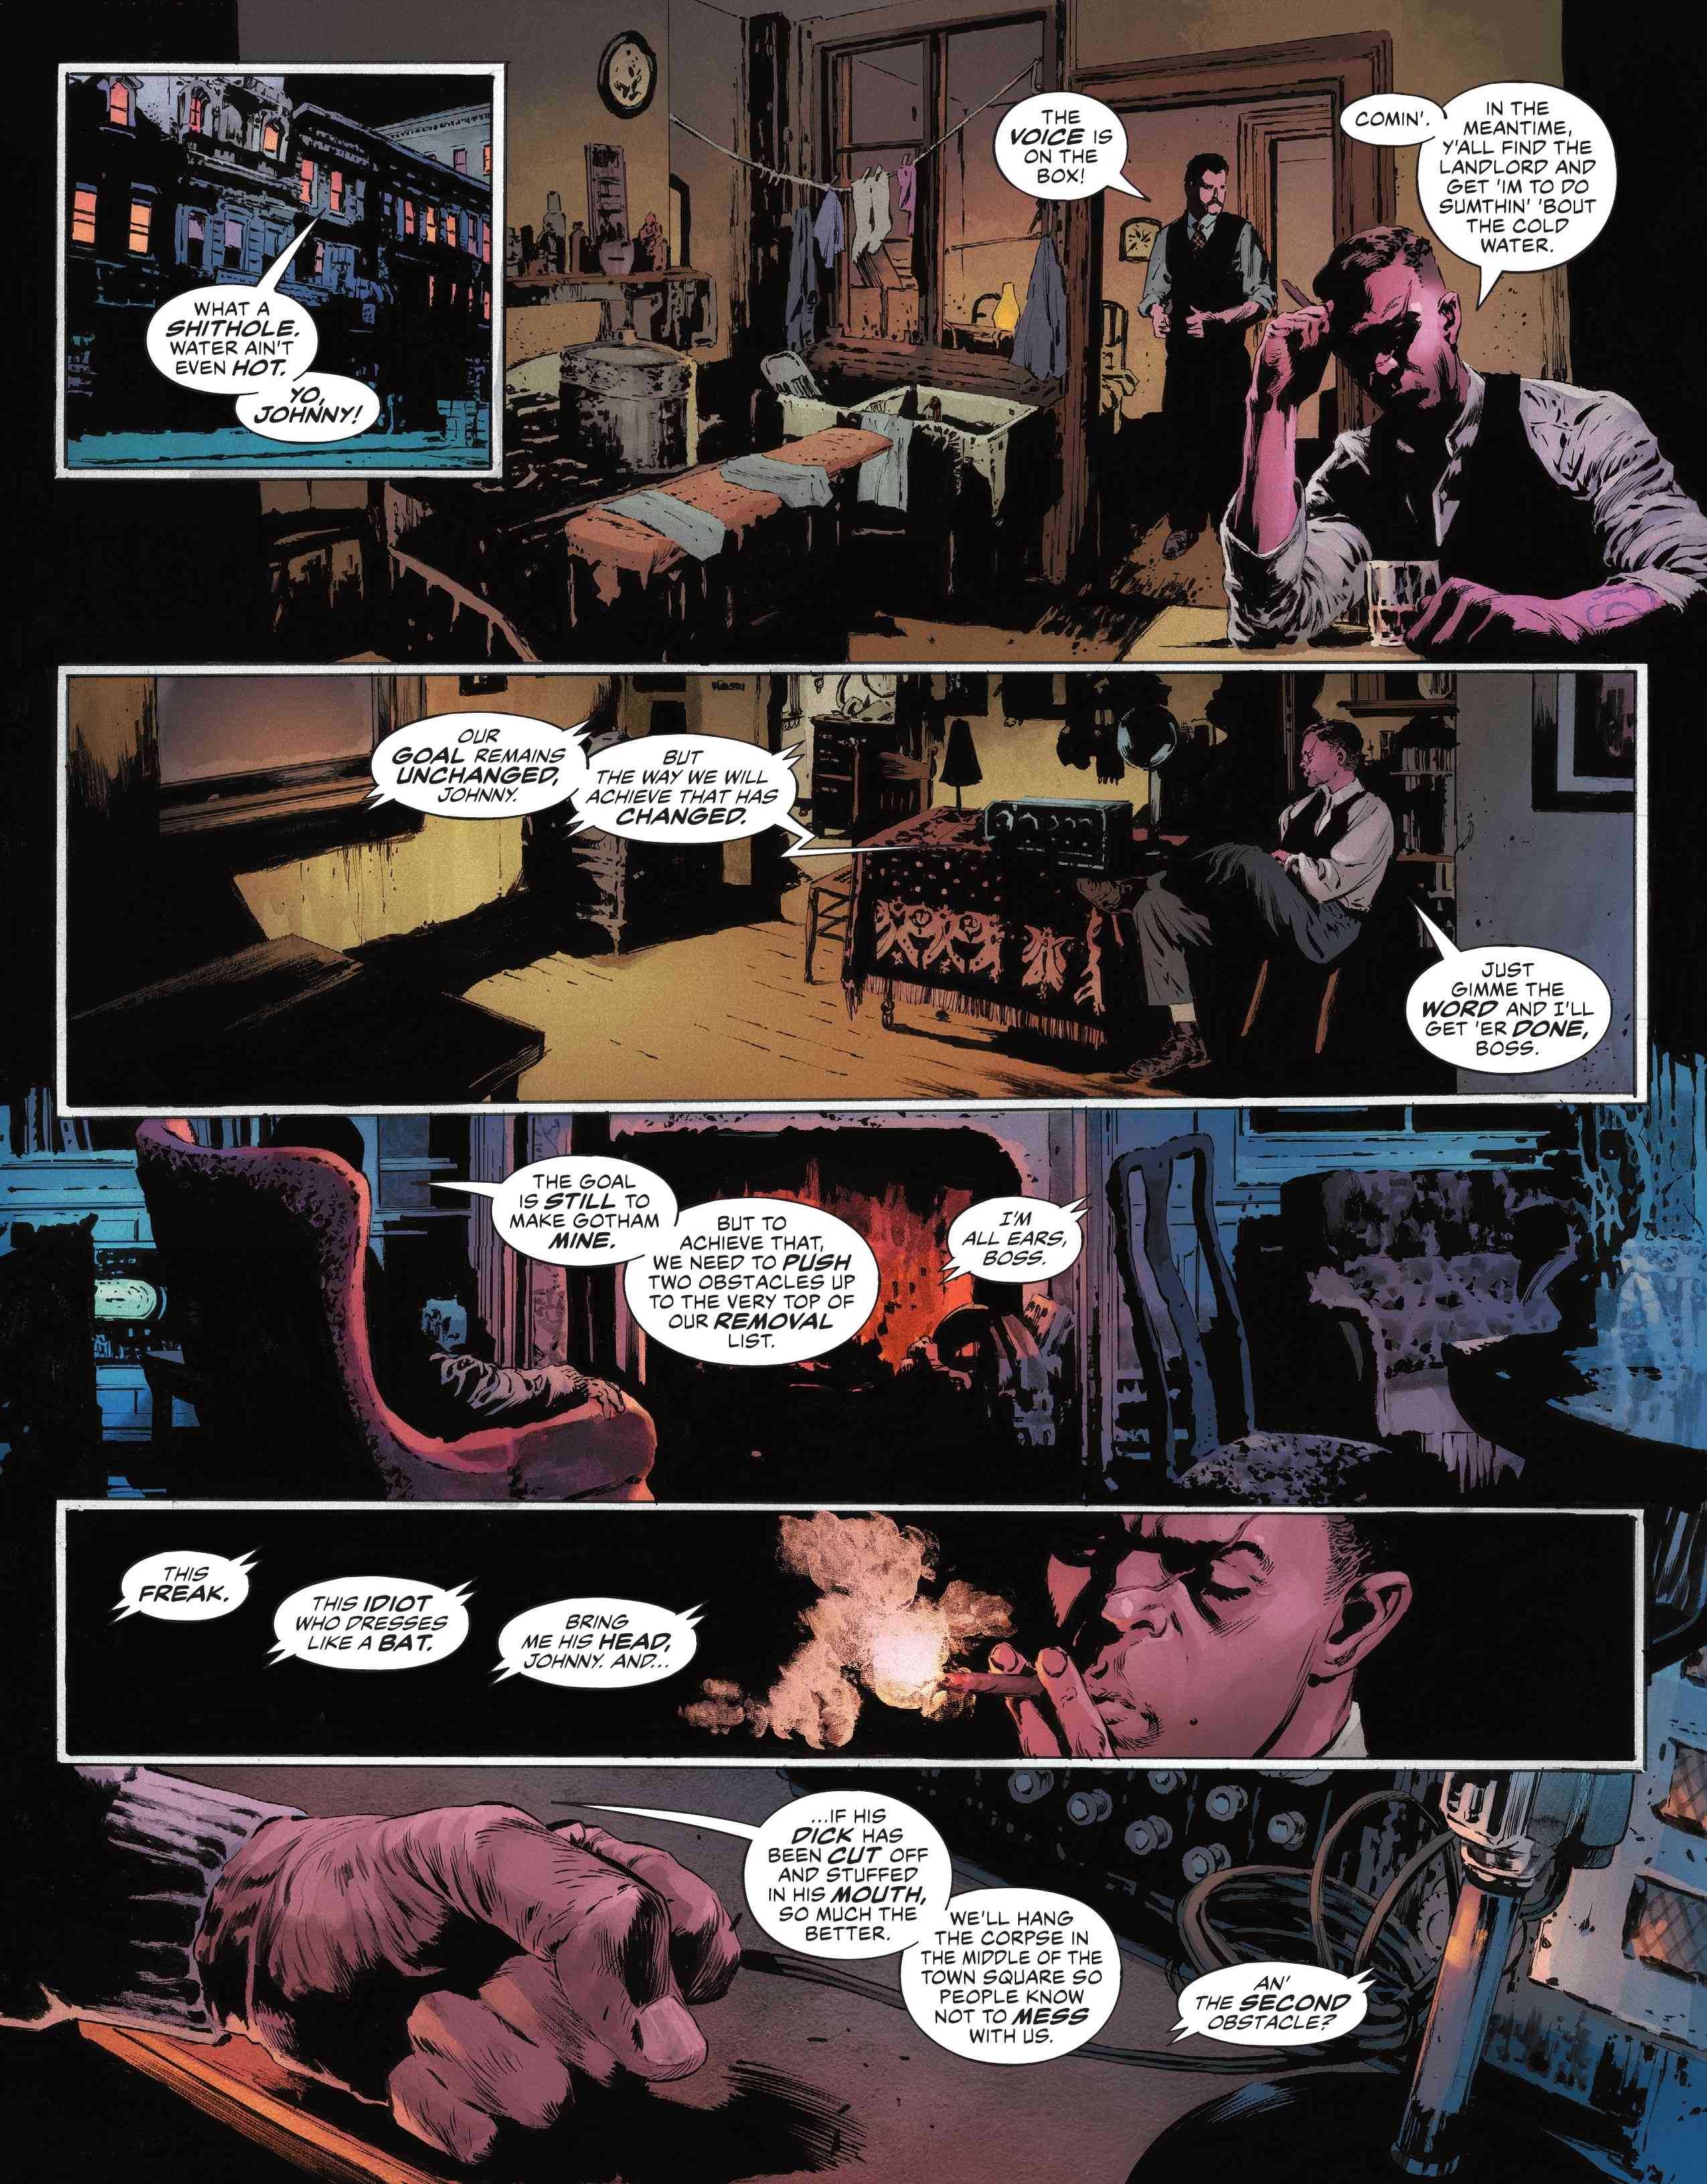 WHAT A
SHITHOLE.
WATER AIN'T
EVEN HOT.
YO,
JOHNNY!
THE
VOICE IS
ON THE
BOX!
COMIN'.
IN THE
MEANTIME,
Y'ALL FIND THE
LANDLORD AND
GET 'IM TO DO
SUMTHIN' 'BOUT
THE COLD
WATER.
OUR
GOAL REMAINS
UNCHANGED,
JOHNNY.
BUT
THE WAY WE WILL
ACHIEVE THAT HAS
CHANGED.
JUST
GIMME THE
WORD AND I'LL
GET 'ER DONE,
BOSS.
THE GOAL
IS STILL TO
MAKE GOTHAM
MINE.
BUT TO
ACHIEVE THAT,
WE NEED TO PUSH
TWO OBSTACLES UP
TO THE VERY TOP OF
OUR REMOVAL
LIST.
I'M
ALL EARS,
BOSS.
THIS
FREAK.
THIS IDIOT
WHO DRESSES
LIKE A BAT.
BRING
ME HIS HEAD,
JOHNNY. AND...
...IF HIS
DICK HAS
BEEN CUT OFF
AND STUFFED
IN HIS MOUTH,
SO MUCH THE
BETTER.
WE'LL HANG
THE CORPSE IN
THE MIDDLE OF THE
TOWN SQUARE SO
PEOPLE KNOW
NOT TO MESS
WITH US.
AN'
THE SECOND
OBSTACLE?